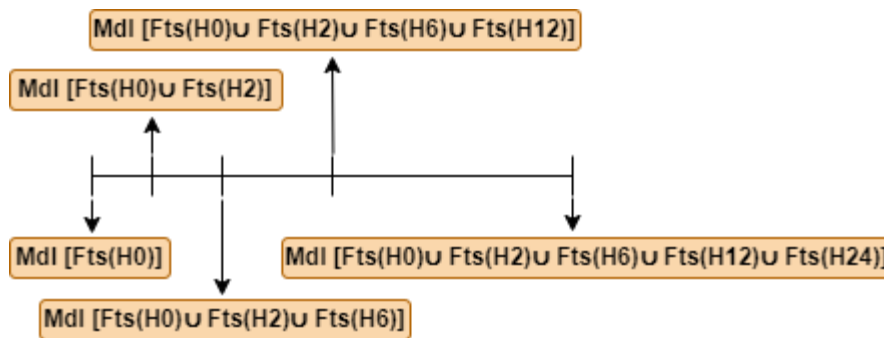 Mdl [Fts(H0)∪ Fts(H2)∪ Fts(H6)∪ Fts(H12)]
Mdl [Fts(H0)∪ Fts(H2)]
Mdl [Fts(H0)]
Mdl [Fts(H0)∪ Fts(H2)∪ Fts(H6)∪ Fts(H12)∪ Fts(H24)]
Mdl [Fts(H0)∪ Fts(H2)∪ Fts(H6)]